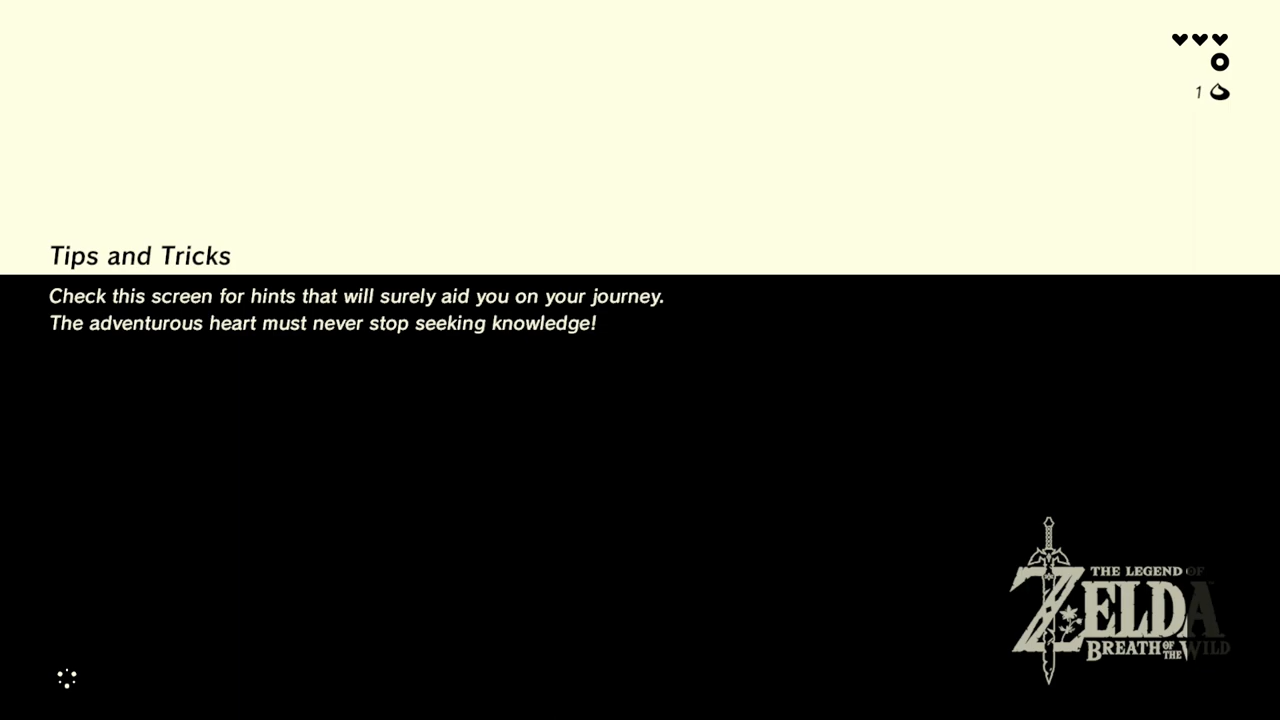 1
Tips and Tricks
Check this screen for hints that will surely aid you on your journey.
The adventurous heart must never stop seeking knowledge!
THE LEGEND OF
ZELDA
BREATH OF THE WILD